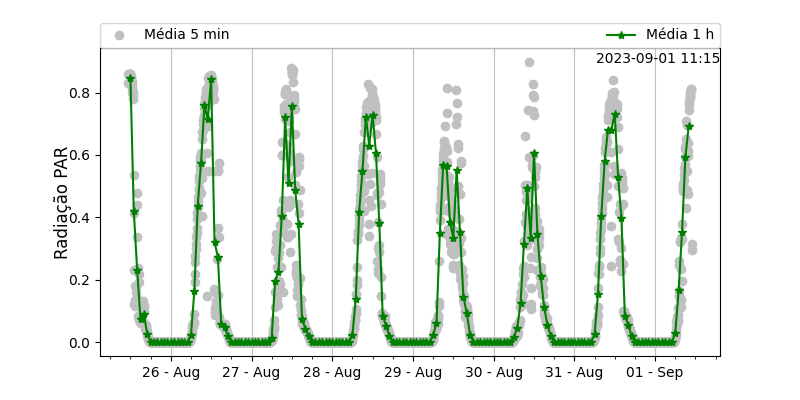 Média 5 min
Média 1 h
2023-09-01 11:15
Radiação PAR
0.8
0.6
0.4
0.2
0.0
26 - Aug
27 - Aug
28 - Aug
29 - Aug
30 - Aug
31 - Aug
01 - Sep